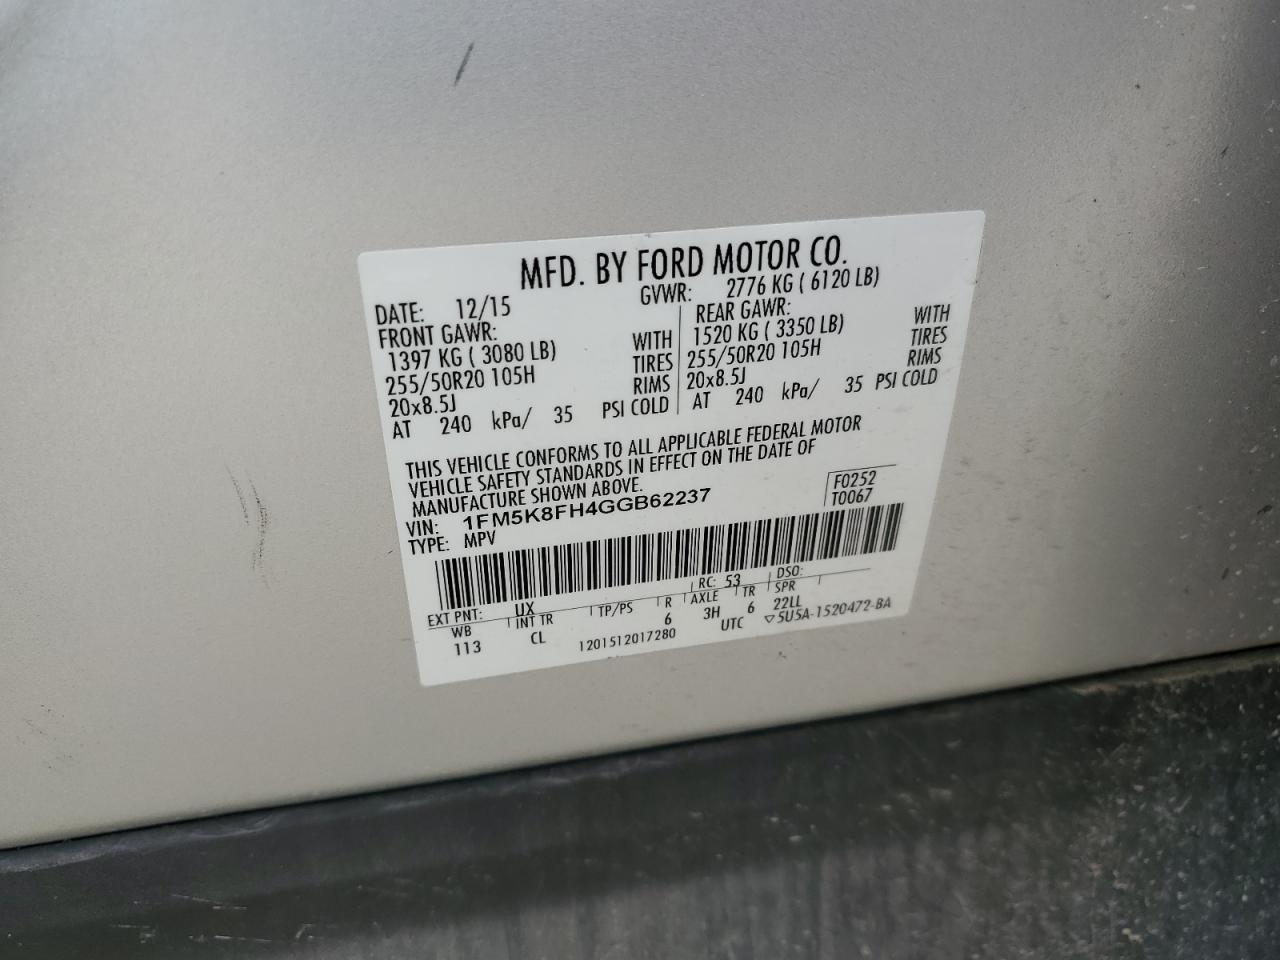 MFD. BY FORD MOTOR CO.
DATE: 12/15 GVWR: 2776 KG ( 6120 LB)
FRONT GAWR:
1397 KG ( 3080 LB) WITH
255/50R20 105H TIRES
20x8.5J RIMS
AT 240 kPa/ 35 PSI COLD
REAR GAWR: WITH
1520 KG ( 3350 LB) TIRES
255/50R20 105H RIMS
20x8.5J
AT 240 kPa/ 35 PSI COLD
THIS VEHICLE CONFORMS TO ALL APPLICABLE FEDERAL MOTOR
VEHICLE SAFETY STANDARDS IN EFFECT ON THE DATE OF
MANUFACTURE SHOWN ABOVE.
VIN: 1FM5K8FH4GGB62237
TYPE: MPV
F0252
T0067
EXT PNT: UX RC: 53 DSO:
WB INT TR TP/PS R AXLE TR SPR
113 CL 6 3H 6 22LL
1201512017280 UTC ▽5U5A-1520472-BA